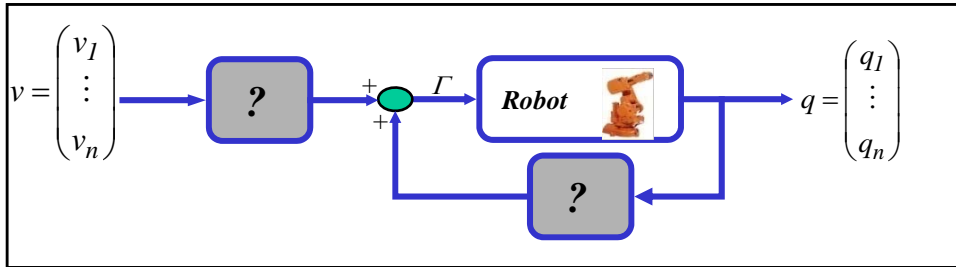 v = (v1 ⋮ vn)
?
+
+
Γ
Robot
q = (q1 ⋮ qn)
?